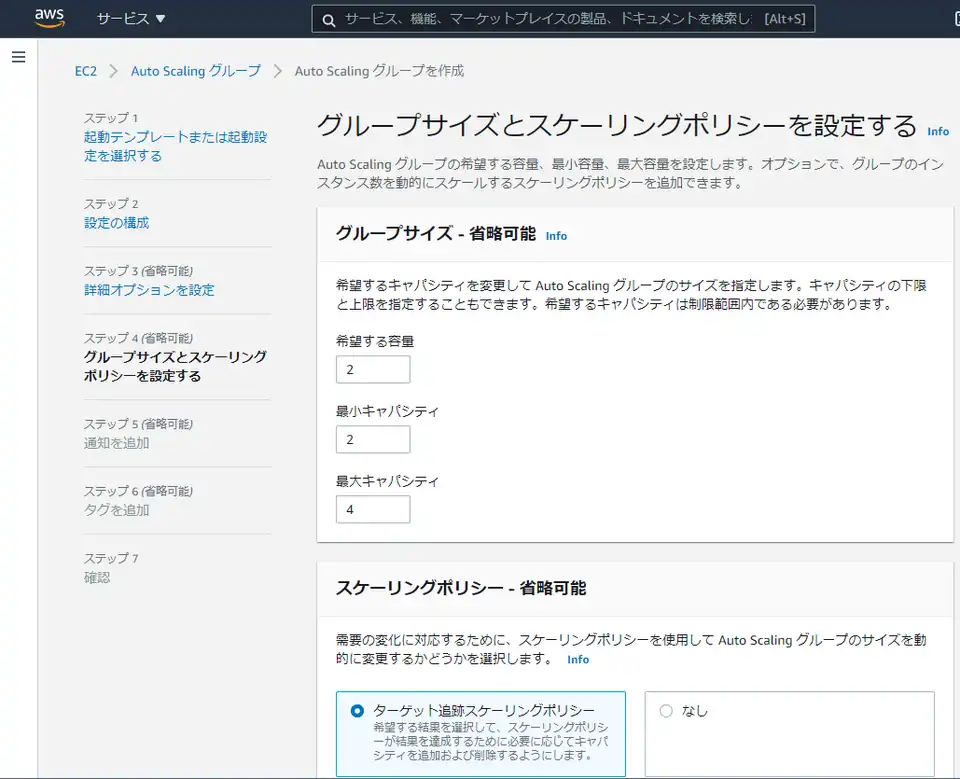 aws サービス ▼ サービス、機能、マーケットプレイスの製品、ドキュメントを検索し [Alt+S]
EC2 > Auto Scaling グループ > Auto Scaling グループを作成
ステップ 1
起動テンプレートまたは起動設
定を選択する
ステップ 2
設定の構成
ステップ 3 (省略可能)
詳細オプションを設定
ステップ 4 (省略可能)
グループサイズとスケーリング
ポリシーを設定する
ステップ 5 (省略可能)
通知を追加
ステップ 6 (省略可能)
タグを追加
ステップ 7
確認
グループサイズとスケーリングポリシーを設定する Info
Auto Scaling グループの希望する容量、最小容量、最大容量を設定します。オプションで、グループのイン
スタンス数を動的にスケールするスケーリングポリシーを追加できます。
グループサイズ - 省略可能 Info
希望するキャパシティを変更して Auto Scaling グループのサイズを指定します。キャパシティの下限
と上限を指定することもできます。希望するキャパシティは制限範囲内である必要があります。
希望する容量
2
最小キャパシティ
2
最大キャパシティ
4
スケーリングポリシー - 省略可能
需要の変化に対応するために、スケーリングポリシーを使用して Auto Scaling グループのサイズを動
的に変更するかどうかを選択します。 Info
ターゲット追跡スケーリングポリシー
希望する結果を選択して、スケーリングポリシ
ーが結果を達成するために必要に応じてキャパ
シティを追加および削除するようにします。
なし